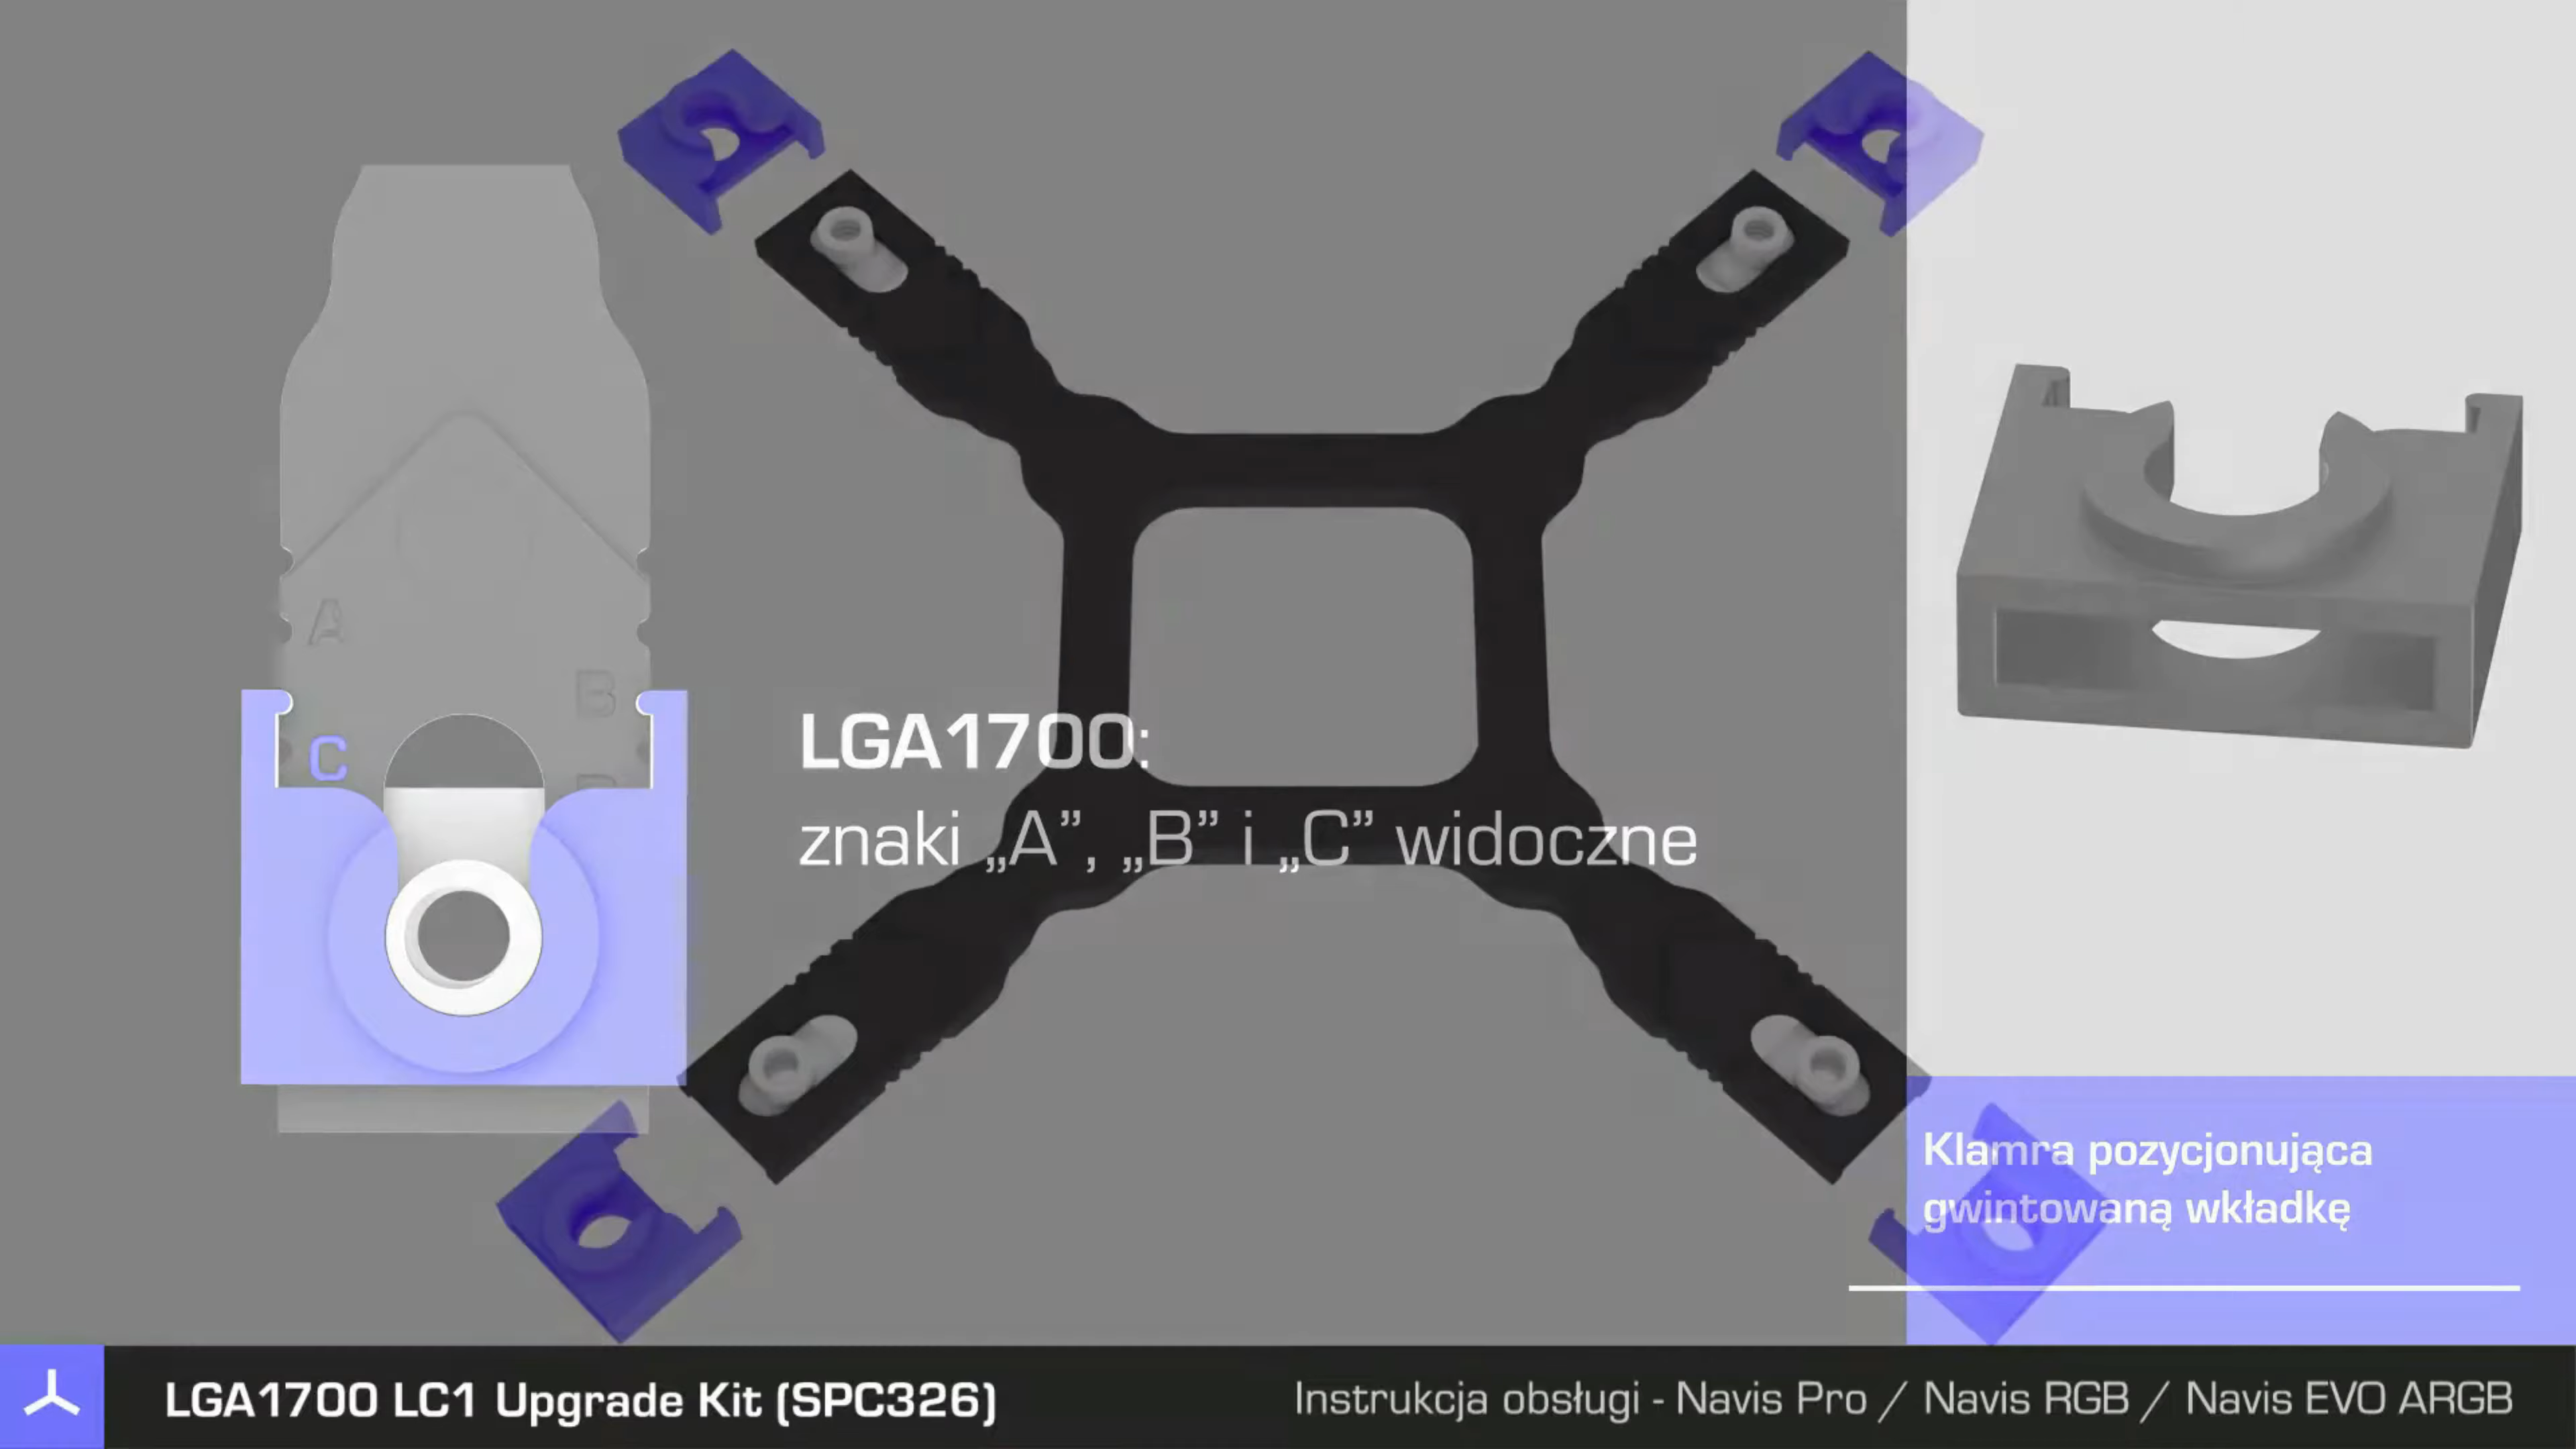 A
B
C
LGA1700:
znaki „A”, „B” i „C” widoczne
Klamra pozycjonująca
gwintowaną wkładkę
LGA1700 LC1 Upgrade Kit (SPC326)
Instrukcja obsługi - Navis Pro / Navis RGB / Navis EVO ARGB